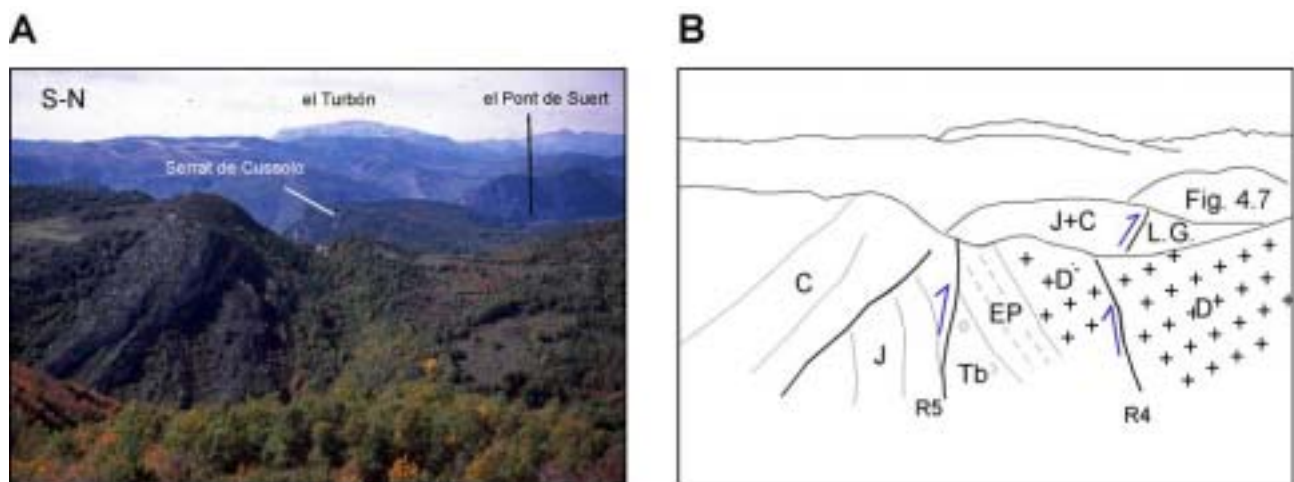 A
B
S-N
el Turbón
el Pont de Suert
Serrat de Cussolo
Fig. 4.7
J+C
L.G.
C
D
D
EP
J
Tb
R5
R4